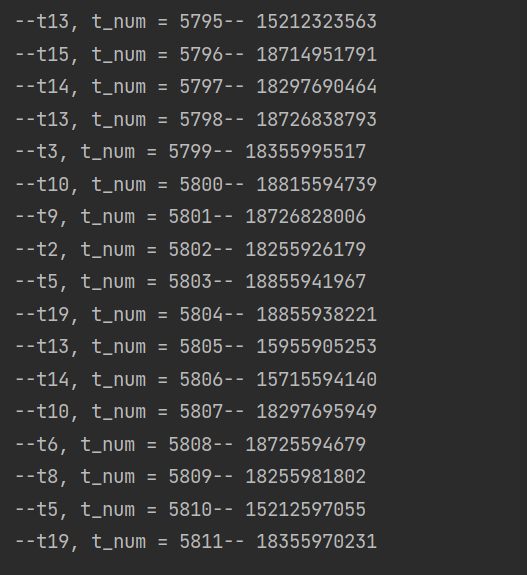 --t13, t_num = 5795-- 15212323563
--t15, t_num = 5796-- 18714951791
--t14, t_num = 5797-- 18297690464
--t13, t_num = 5798-- 18726838793
--t3, t_num = 5799-- 18355995517
--t10, t_num = 5800-- 18815594739
--t9, t_num = 5801-- 18726828006
--t2, t_num = 5802-- 18255926179
--t5, t_num = 5803-- 18855941967
--t19, t_num = 5804-- 18855938221
--t13, t_num = 5805-- 15955905253
--t14, t_num = 5806-- 15715594140
--t10, t_num = 5807-- 18297695949
--t6, t_num = 5808-- 18725594679
--t8, t_num = 5809-- 18255981802
--t5, t_num = 5810-- 15212597055
--t19, t_num = 5811-- 18355970231